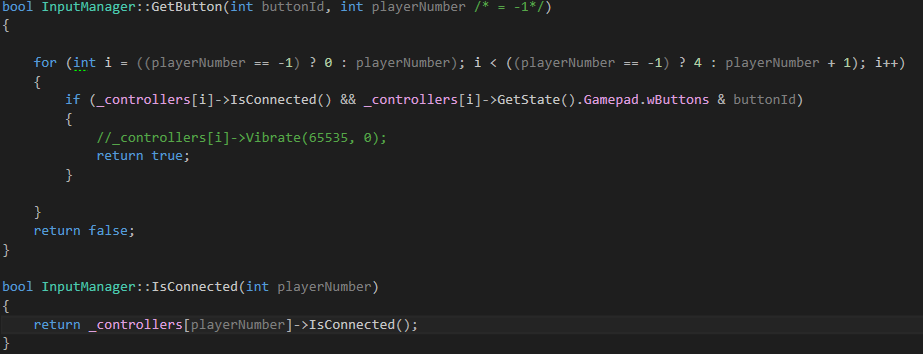 bool InputManager::GetButton(int buttonId, int playerNumber /* = -1*/)
{
for (int i = ((playerNumber == -1) ? 0 : playerNumber); i < ((playerNumber == -1) ? 4 : playerNumber + 1); i++)
{
if (_controllers[i]->IsConnected() && _controllers[i]->GetState().Gamepad.wButtons & buttonId)
{
//_controllers[i]->Vibrate(65535, 0);
return true;
}
}
return false;
}
bool InputManager::IsConnected(int playerNumber)
{
return _controllers[playerNumber]->IsConnected();
}